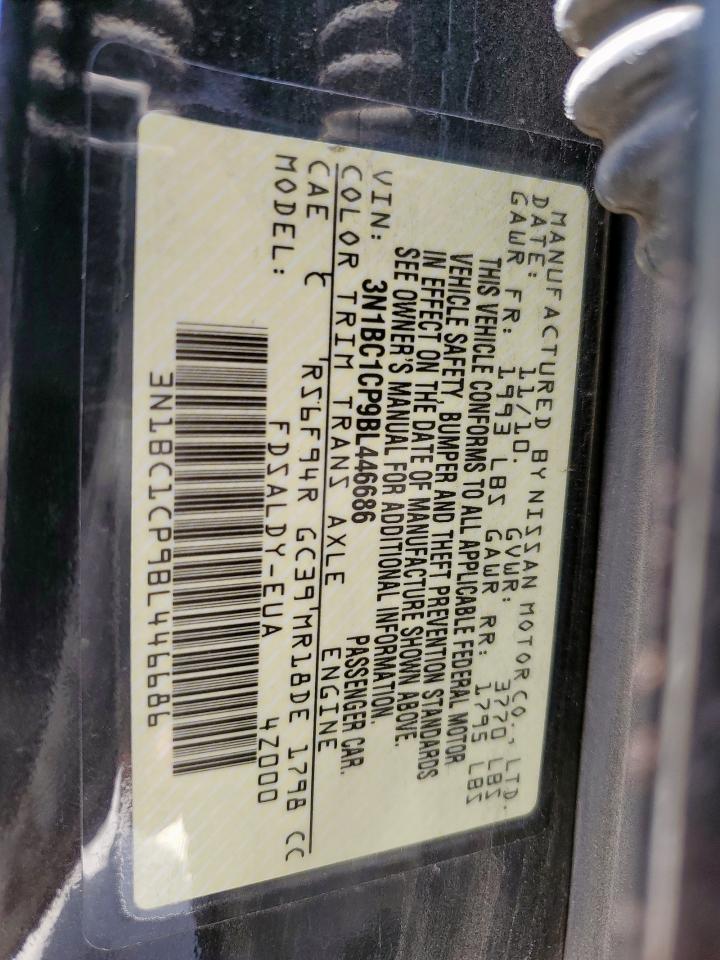 MANUFACTURED BY NISSAN MOTOR CO., LTD.
DATE: 11/10. GVWR: 3770 LBS
GAWR FR: 1993 LBS GAWR RR: 1795 LBS
THIS VEHICLE CONFORMS TO ALL APPLICABLE FEDERAL MOTOR
VEHICLE SAFETY, BUMPER AND THEFT PREVENTION STANDARDS
IN EFFECT ON THE DATE OF MANUFACTURE SHOWN ABOVE.
SEE OWNER'S MANUAL FOR ADDITIONAL INFORMATION.
VIN: 3N1BC1CP9BL446686 PASSENGER CAR.
COLOR TRIM TRANS AXLE ENGINE
CAE C RS6F94R GC39 MR18DE 1798 CC
MODEL: FDSALDY-EUA 4Z000
3N1BC1CP9BL446686